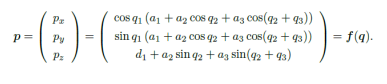 p = ( p_x ) = ( cos q_1 (a_1 + a_2 cos q_2 + a_3 cos(q_2 + q_3)) ) = f(q).
( p_y ) ( sin q_1 (a_1 + a_2 cos q_2 + a_3 cos(q_2 + q_3)) )
( p_z ) ( d_1 + a_2 sin q_2 + a_3 sin(q_2 + q_3) )